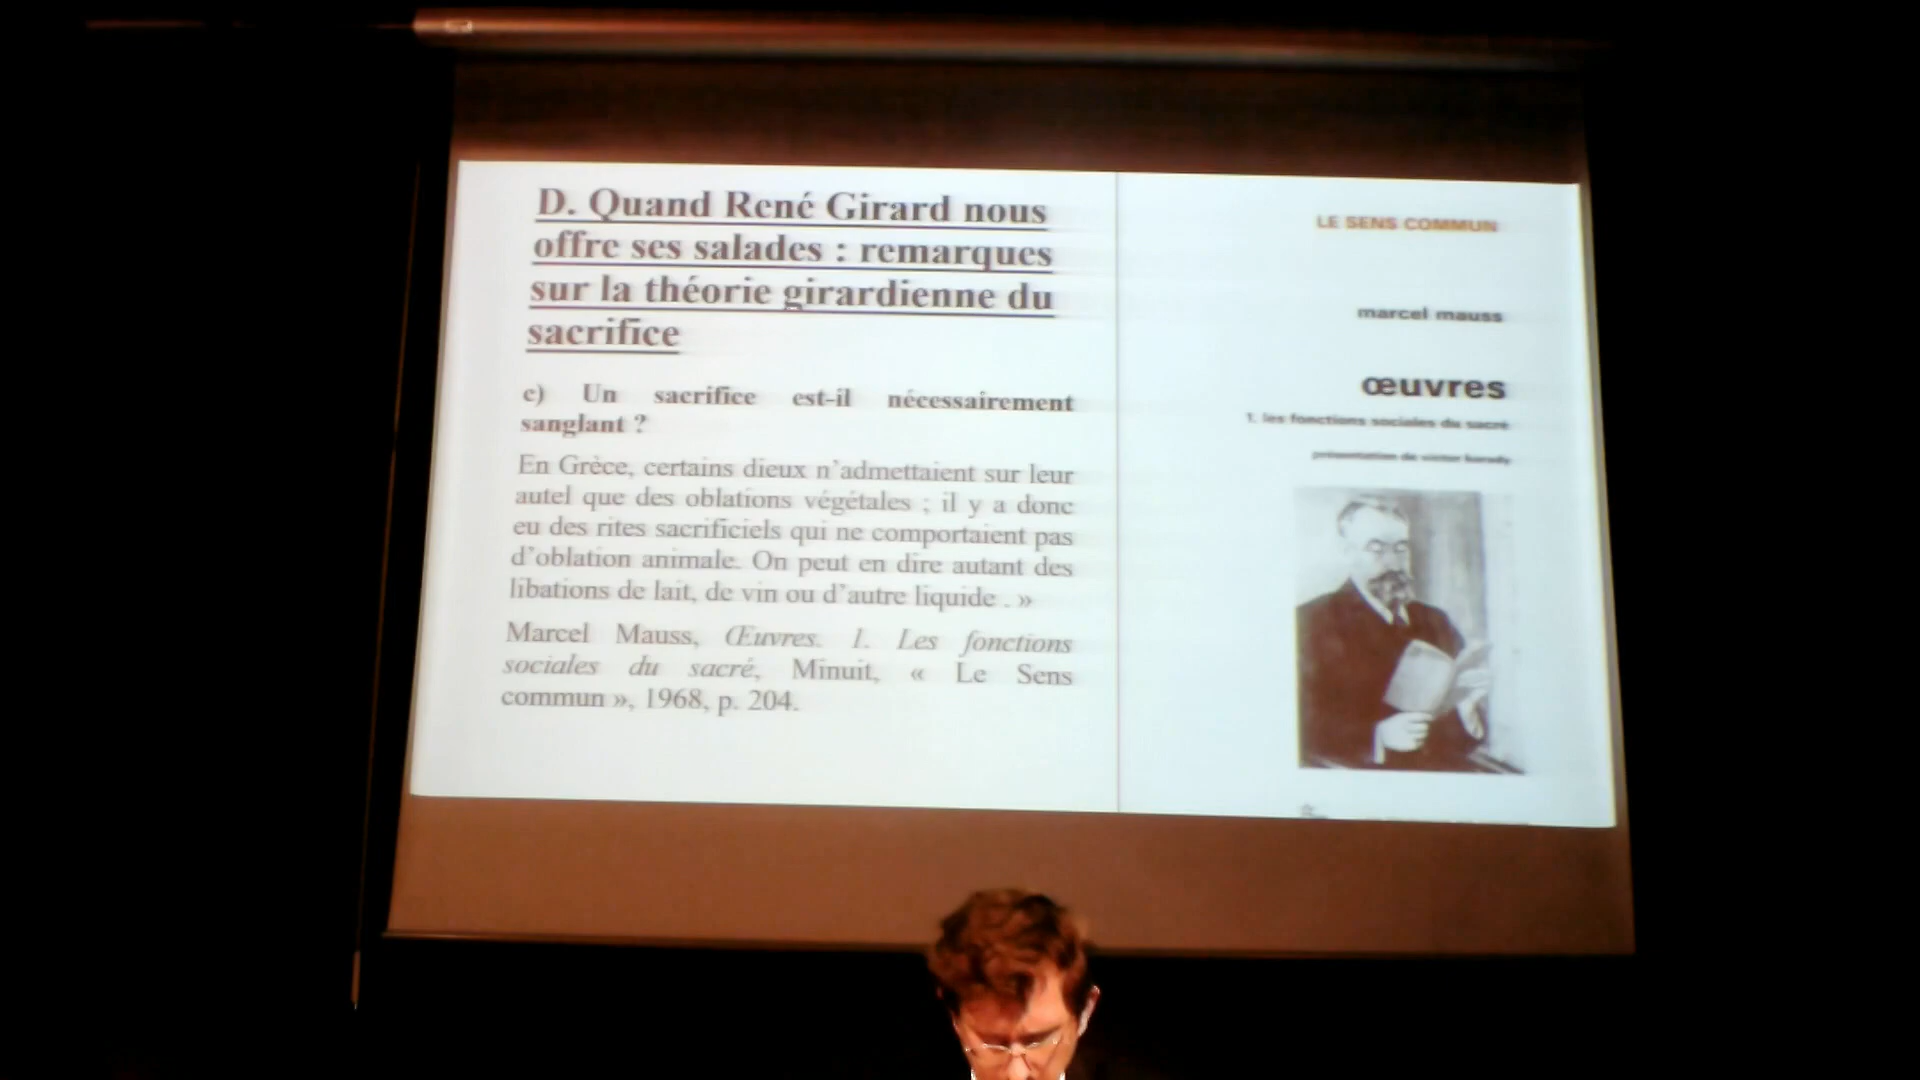 D. Quand René Girard nous
offre ses salades : remarques
sur la théorie girardienne du
sacrifice
c) Un sacrifice est-il nécessairement
sanglant ?
En Grèce, certains dieux n’admettaient sur leur
autel que des oblations végétales ; il y a donc
eu des rites sacrificiels qui ne comportaient pas
d’oblation animale. On peut en dire autant des
libations de lait, de vin ou d’autre liquide . »
Marcel Mauss, Œuvres. 1. Les fonctions
sociales du sacré, Minuit, « Le Sens
commun », 1968, p. 204.
LE SENS COMMUN
marcel mauss
œuvres
1. les fonctions sociales du sacré
présentation de victor karady